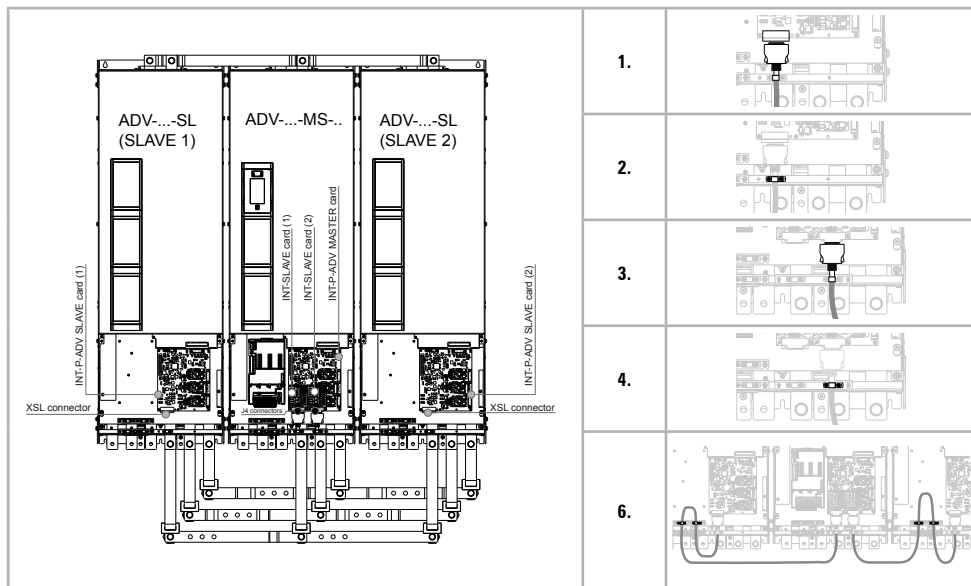 ADV-...-SL
(SLAVE 1)
ADV-...-MS-..
ADV-...-SL
(SLAVE 2)
INT-P-ADV SLAVE card (1)
INT-SLAVE card (1)
INT-SLAVE card (2)
INT-P-ADV MASTER card
INT-P-ADV SLAVE card (2)
XSL connector
J4 connectors
XSL connector
1.
2.
3.
4.
6.